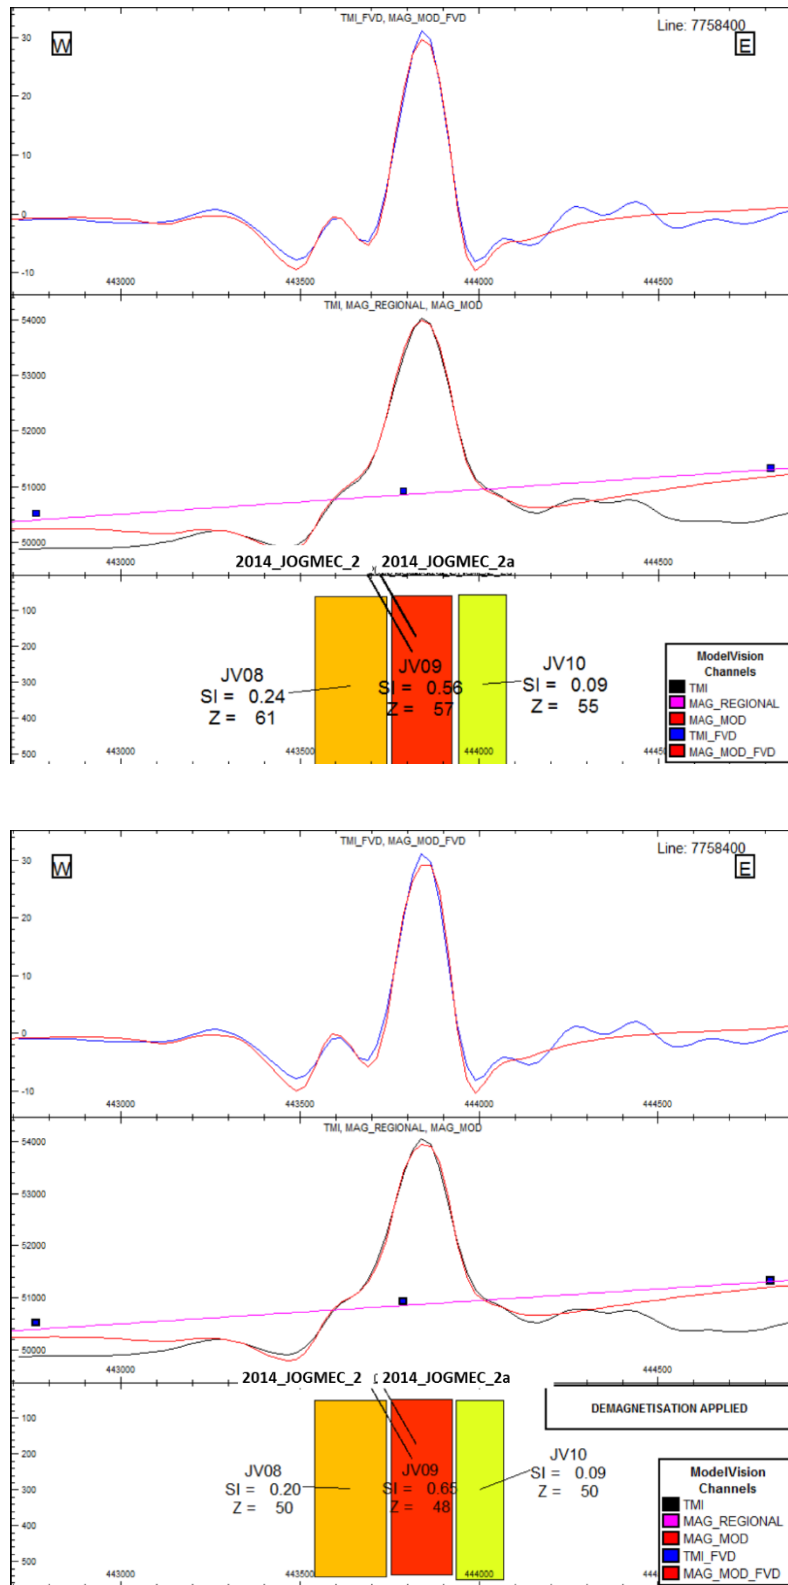 TMI_FVD, MAG_MOD_FVD
Line: 7758400
W
E
30
20
10
0
-10
443000
443500
444000
444500
TMI, MAG_REGIONAL, MAG_MOD
54000
53000
52000
51000
50000
443000
444500
2014_JOGMEC_2
2014_JOGMEC_2a
100
200
300
400
500
JV08
SI = 0.24
Z = 61
JV09
SI = 0.56
Z = 57
JV10
SI = 0.09
Z = 55
443000
443500
444000
ModelVision
Channels
TMI
MAG_REGIONAL
MAG_MOD
TMI_FVD
MAG_MOD_FVD
TMI_FVD, MAG_MOD_FVD
Line: 7758400
W
E
30
20
10
0
-10
443000
443500
444000
444500
TMI, MAG_REGIONAL, MAG_MOD
54000
53000
52000
51000
50000
443000
444500
2014_JOGMEC_2
2014_JOGMEC_2a
DEMAGNETISATION APPLIED
100
200
300
400
500
JV08
SI = 0.20
Z = 50
JV09
SI = 0.65
Z = 48
JV10
SI = 0.09
Z = 50
443000
443500
444000
ModelVision
Channels
TMI
MAG_REGIONAL
MAG_MOD
TMI_FVD
MAG_MOD_FVD